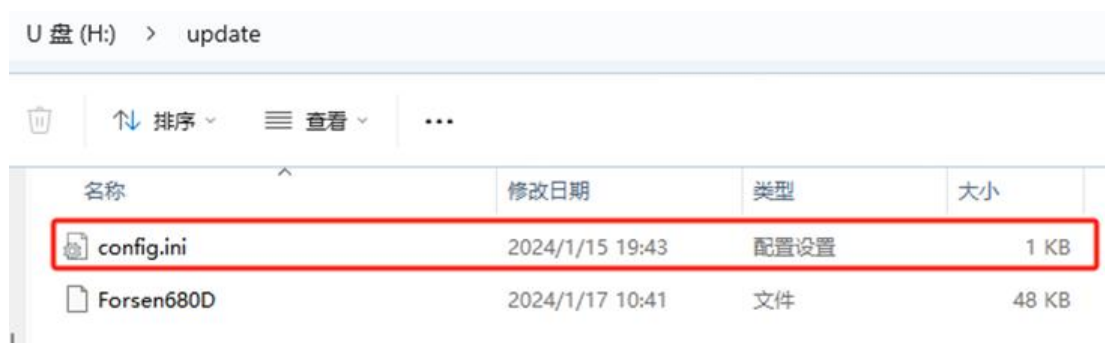 U 盘 (H:) > update
排序 查看 ...
名称 修改日期 类型 大小
config.ini 2024/1/15 19:43 配置设置 1 KB
Forsen680D 2024/1/17 10:41 文件 48 KB